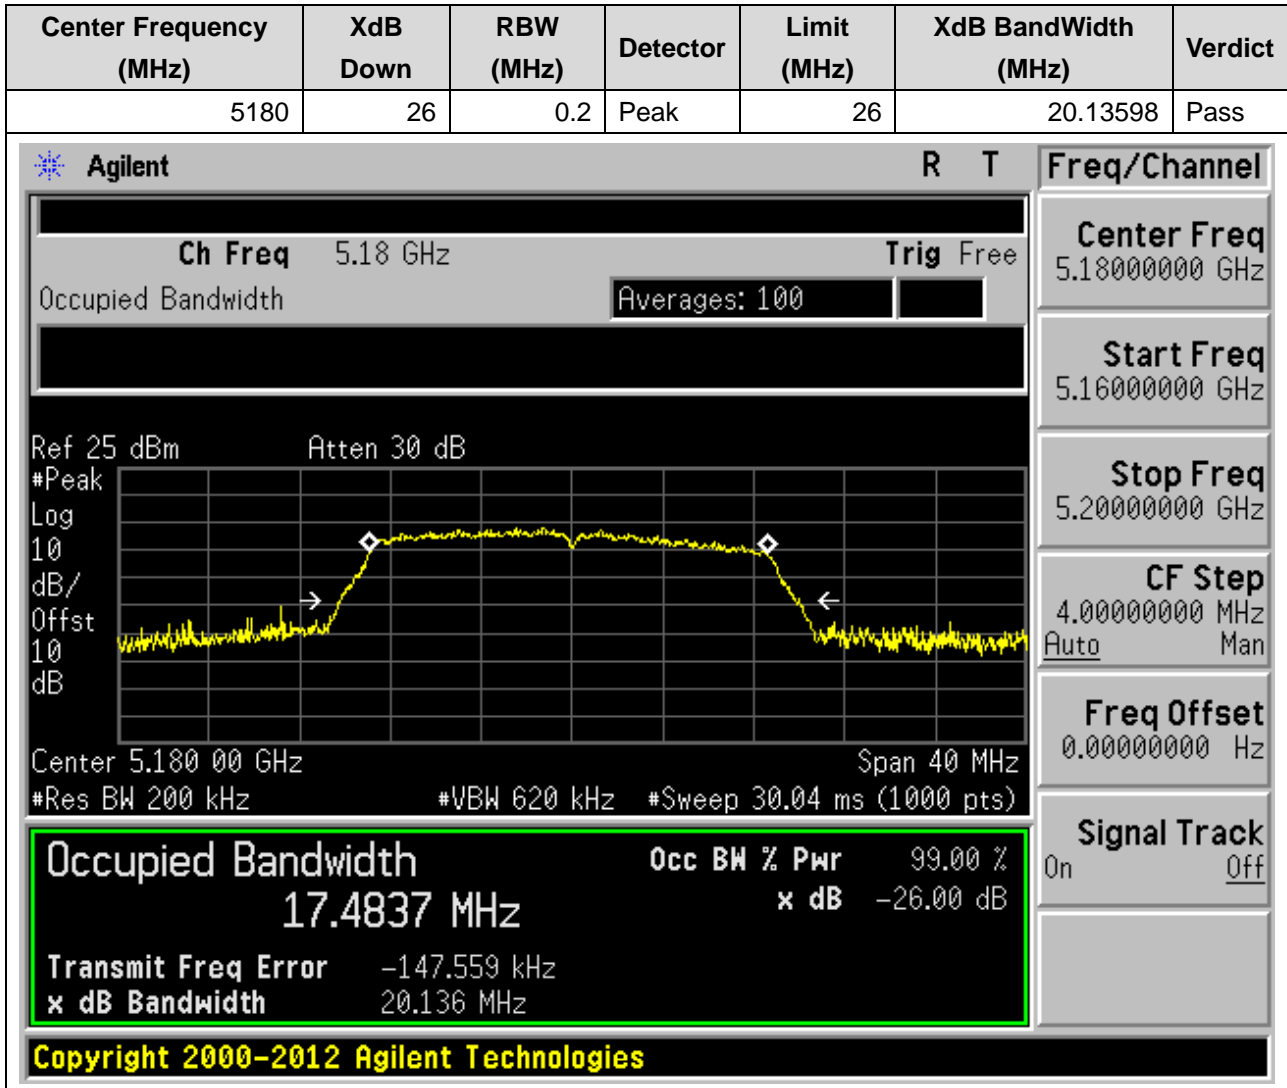 Center Frequency (MHz) XdB Down RBW (MHz) Detector Limit (MHz) XdB BandWidth (MHz) Verdict
5180 26 0.2 Peak 26 20.13598 Pass
Agilent R T Freq/Channel
Ch Freq 5.18 GHz Trig Free
Occupied Bandwidth Averages: 100
Center Freq
5.18000000 GHz
Start Freq
5.16000000 GHz
Stop Freq
5.20000000 GHz
CF Step
4.00000000 MHz
Auto Man
Freq Offset
0.00000000 Hz
Signal Track
On Off
Ref 25 dBm Atten 30 dB
#Peak
Log
10
dB/
Offst
10
dB
Center 5.180 00 GHz Span 40 MHz
#Res BW 200 kHz #VBW 620 kHz #Sweep 30.04 ms (1000 pts)
Occupied Bandwidth Occ BW % Pwr 99.00 %
17.4837 MHz x dB -26.00 dB
Transmit Freq Error -147.559 kHz
x dB Bandwidth 20.136 MHz
Copyright 2000-2012 Agilent Technologies